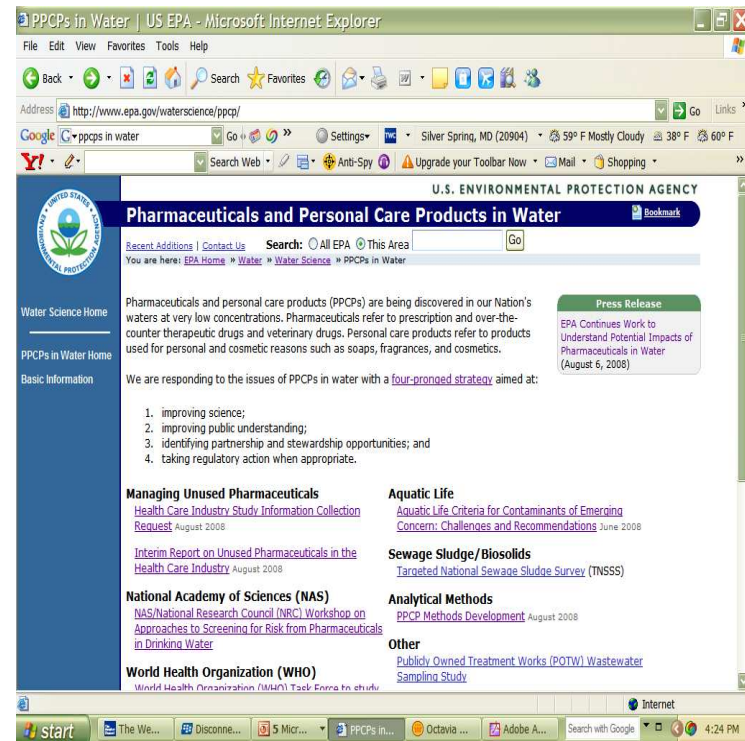 PPCPs in Water | US EPA - Microsoft Internet Explorer
File Edit View Favorites Tools Help
Back Search Favorites
Address http://www.epa.gov/waterscience/ppcp/ Go Links »
Google G ppcps in water Go » Settings TWC Silver Spring, MD (20904) 59° F Mostly Cloudy 38° F 60° F
Y! Search Web Anti-Spy Upgrade your Toolbar Now Mail Shopping »
U.S. ENVIRONMENTAL PROTECTION AGENCY
Pharmaceuticals and Personal Care Products in Water Bookmark
Recent Additions | Contact Us Search: All EPA This Area Go
You are here: EPA Home » Water » Water Science » PPCPs in Water
UNITED STATES
ENVIRONMENTAL PROTECTION AGENCY
Water Science Home
PPCPs in Water Home
Basic Information
Pharmaceuticals and personal care products (PPCPs) are being discovered in our Nation's
waters at very low concentrations. Pharmaceuticals refer to prescription and over-the-
counter therapeutic drugs and veterinary drugs. Personal care products refer to products
used for personal and cosmetic reasons such as soaps, fragrances, and cosmetics.
Press Release
EPA Continues Work to
Understand Potential Impacts of
Pharmaceuticals in Water
(August 6, 2008)
We are responding to the issues of PPCPs in water with a four-pronged strategy aimed at:
1. improving science;
2. improving public understanding;
3. identifying partnership and stewardship opportunities; and
4. taking regulatory action when appropriate.
Managing Unused Pharmaceuticals
Health Care Industry Study Information Collection
Request August 2008
Interim Report on Unused Pharmaceuticals in the
Health Care Industry August 2008
National Academy of Sciences (NAS)
NAS/National Research Council (NRC) Workshop on
Approaches to Screening for Risk from Pharmaceuticals
in Drinking Water
World Health Organization (WHO)
World Health Organization (WHO) Task Force to study
Aquatic Life
Aquatic Life Criteria for Contaminants of Emerging
Concern: Challenges and Recommendations June 2008
Sewage Sludge/Biosolids
Targeted National Sewage Sludge Survey (TNSSS)
Analytical Methods
PPCP Methods Development August 2008
Other
Publicly Owned Treatment Works (POTW) Wastewater
Sampling Study
Internet
start The We... Disconne... 5 Micr... PPCPs in... Octavia ... Adobe A... Search with Google 4:24 PM